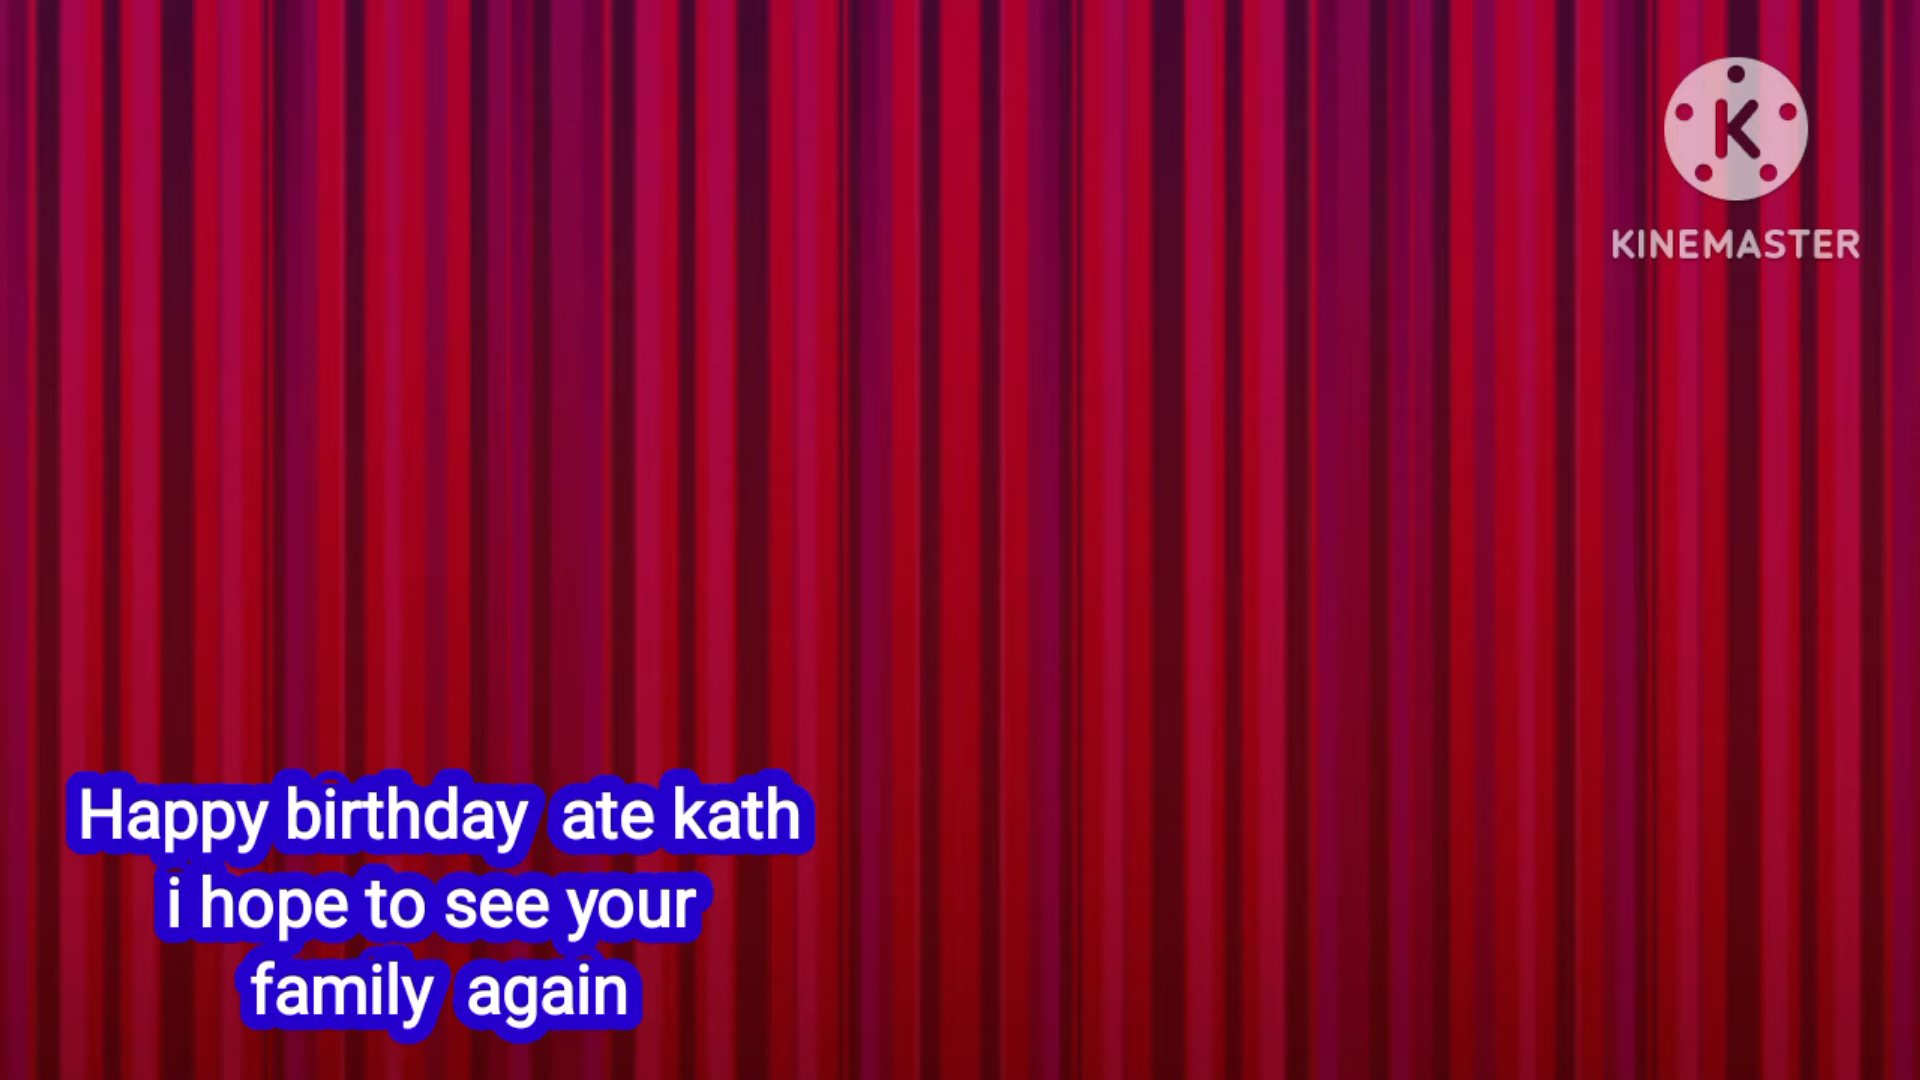 K
KINEMASTER
Happy birthday  ate kath
i hope to see your
family  again